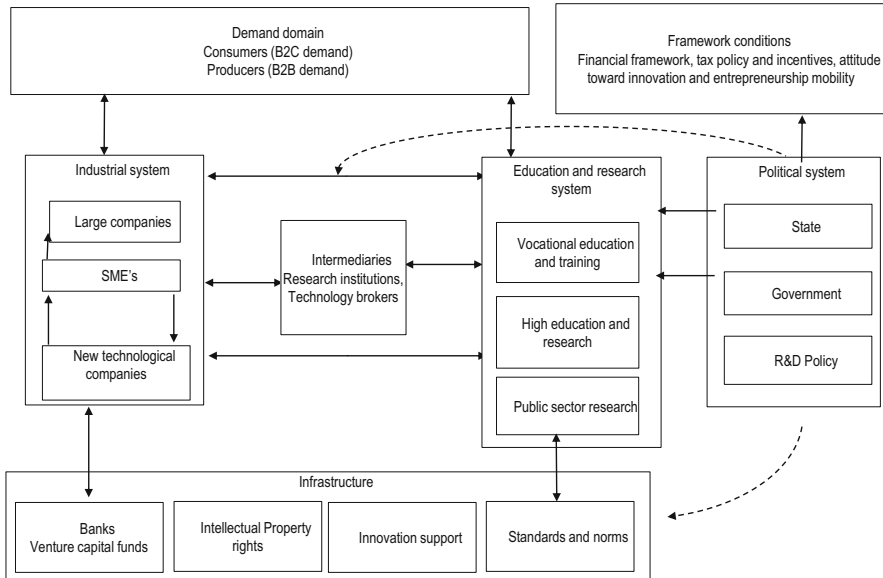 Demand domain
Consumers (B2C demand)
Producers (B2B demand)
Framework conditions
Financial framework, tax policy and incentives, attitude
toward innovation and entrepreneurship mobility
Industrial system
Large companies
SME's
New technological
companies
Intermediaries
Research institutions,
Technology brokers
Education and research
system
Vocational education
and training
High education and
research
Public sector research
Political system
State
Government
R&D Policy
Infrastructure
Banks
Venture capital funds
Intellectual Property
rights
Innovation support
Standards and norms